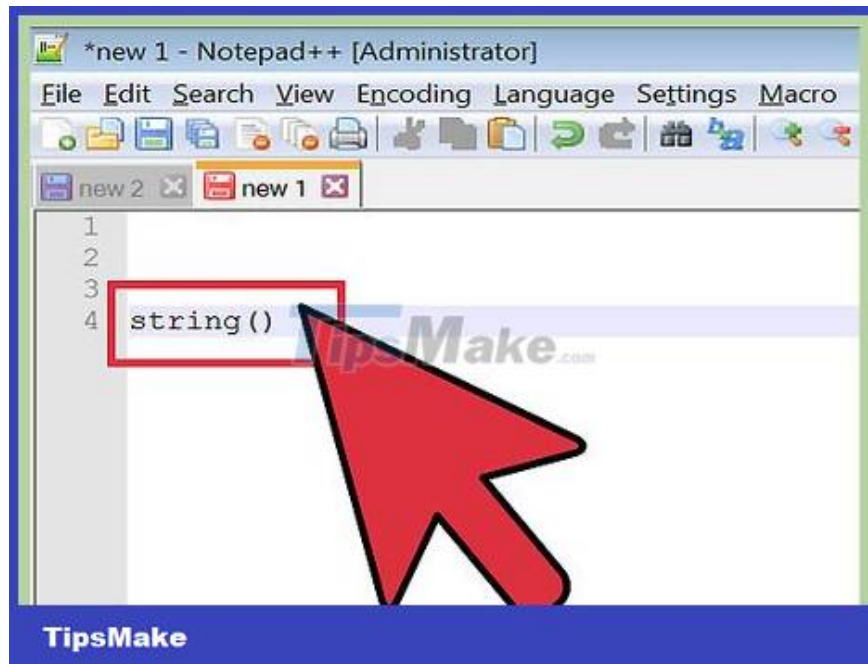 *new 1 - Notepad++ [Administrator]
File Edit Search View Encoding Language Settings Macro
new 2 new 1
1
2
3
4 string()
TipsMake.com
TipsMake